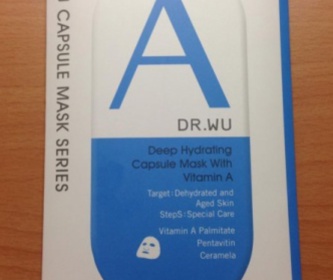 CAPSULE MASK SERIES
A
DR.WU
Deep Hydrating
Capsule Mask With
Vitamin A
Target: Dehydrated and
Aged Skin
StepS: Special Care
Vitamin A Palmitate
Pentavitin
Ceramela